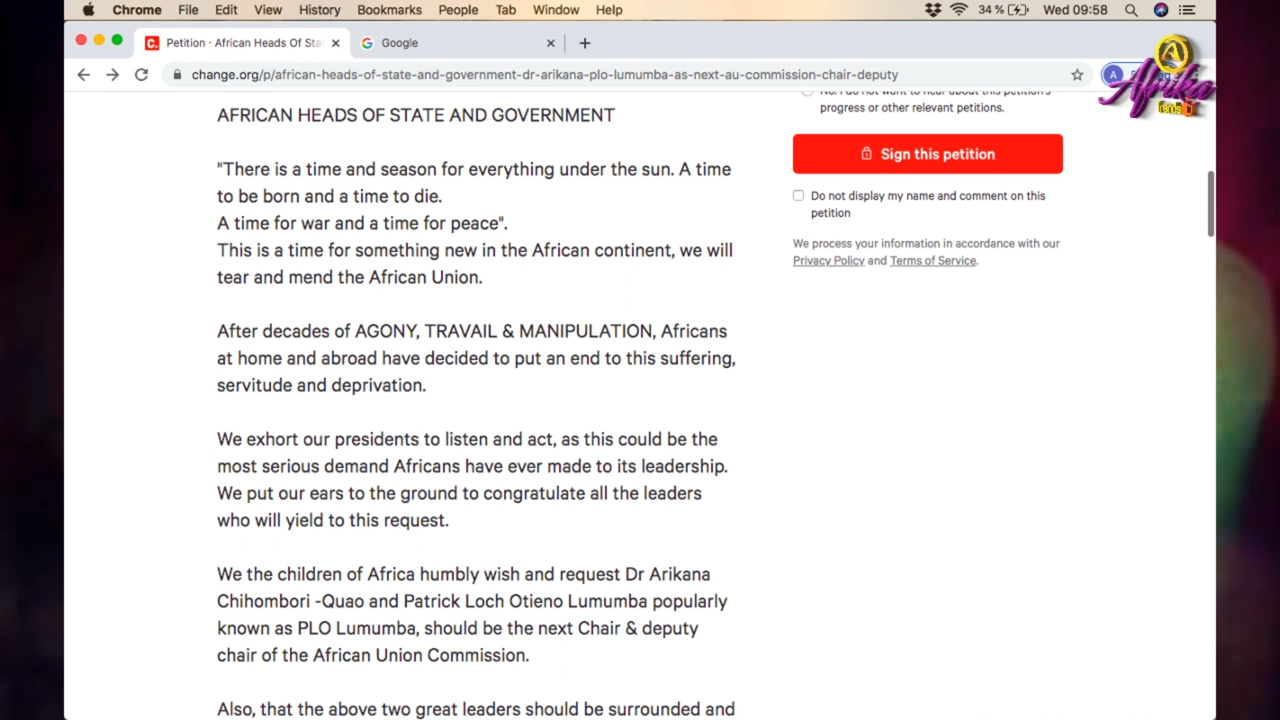 Chrome File Edit View History Bookmarks People Tab Window Help 34% Wed 09:58
Petition · African Heads Of Sta Google
change.org/p/african-heads-of-state-and-government-dr-arikana-plo-lumumba-as-next-au-commission-chair-deputy
A
Afrika
AFRICAN HEADS OF STATE AND GOVERNMENT
"There is a time and season for everything under the sun. A time
to be born and a time to die.
A time for war and a time for peace".
This is a time for something new in the African continent, we will
tear and mend the African Union.
After decades of AGONY, TRAVAIL & MANIPULATION, Africans
at home and abroad have decided to put an end to this suffering,
servitude and deprivation.
We exhort our presidents to listen and act, as this could be the
most serious demand Africans have ever made to its leadership.
We put our ears to the ground to congratulate all the leaders
who will yield to this request.
We the children of Africa humbly wish and request Dr Arikana
Chihombori -Quao and Patrick Loch Otieno Lumumba popularly
known as PLO Lumumba, should be the next Chair & deputy
chair of the African Union Commission.
Also, that the above two great leaders should be surrounded and
No. I do not want to hear about this petition's
progress or other relevant petitions.
Sign this petition
Do not display my name and comment on this
petition
We process your information in accordance with our
Privacy Policy and Terms of Service.